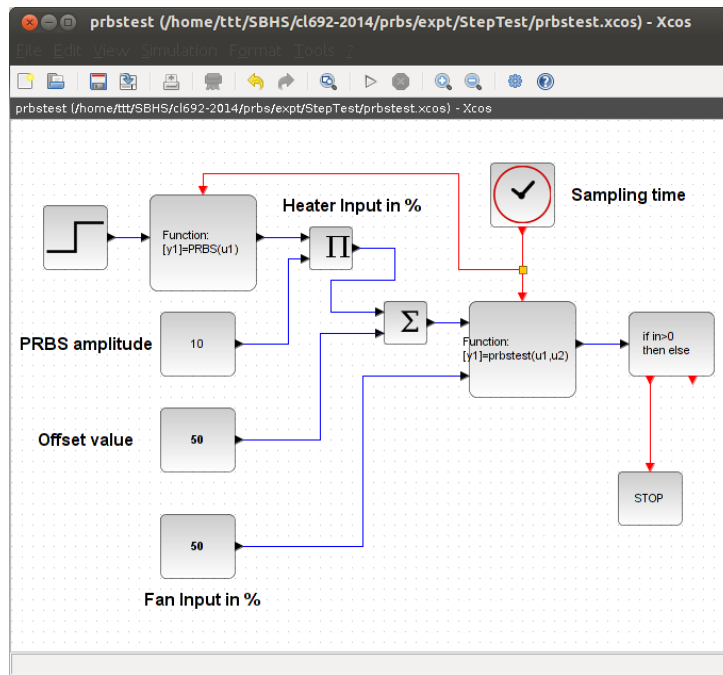 prbstest (/home/ttt/SBHS/cl692-2014/prbs/expt/StepTest/prbstest.xcos) - Xcos
File Edit View Simulation Format Tools ?
prbstest (/home/ttt/SBHS/cl692-2014/prbs/expt/StepTest/prbstest.xcos) - Xcos
Sampling time
Heater Input in %
Function:
[y1]=PRBS(u1)
Π
PRBS amplitude
10
Σ
Function:
[y1]=prbstest(u1,u2)
if in>0
then else
Offset value
50
STOP
50
Fan Input in %